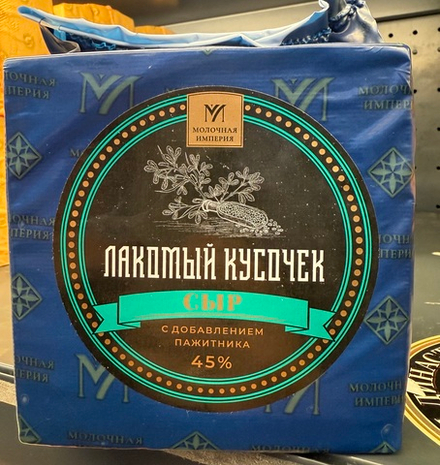 МОЛОЧНАЯ
ИМПЕРИЯ
МОЛОЧНАЯ
ИМПЕРИЯ
ЛАКОМЫЙ КУСОЧЕК
СЫР
С ДОБАВЛЕНИЕМ
ПАЖИТНИКА
45%